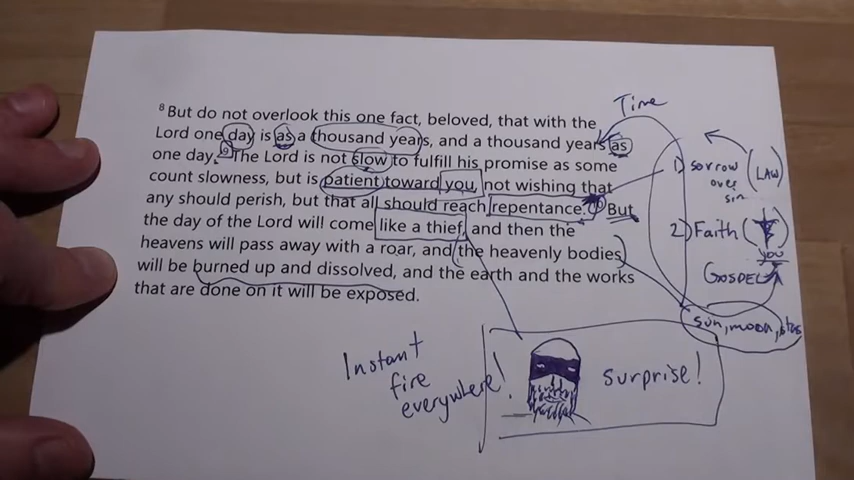 8 But do not overlook this one fact, beloved, that with the
Lord one day is as a thousand years, and a thousand years as
one day. 9 The Lord is not slow to fulfill his promise as some
count slowness, but is patient toward you, not wishing that
any should perish, but that all should reach repentance. 10 But
the day of the Lord will come like a thief, and then the
heavens will pass away with a roar, and the heavenly bodies
will be burned up and dissolved, and the earth and the works
that are done on it will be exposed.
Time
1) sorrow (LAW)
over
sin
2) Faith
YOU
GOSPEL
sun, moon, stars
Instant
fire
everywhere!
surprise!